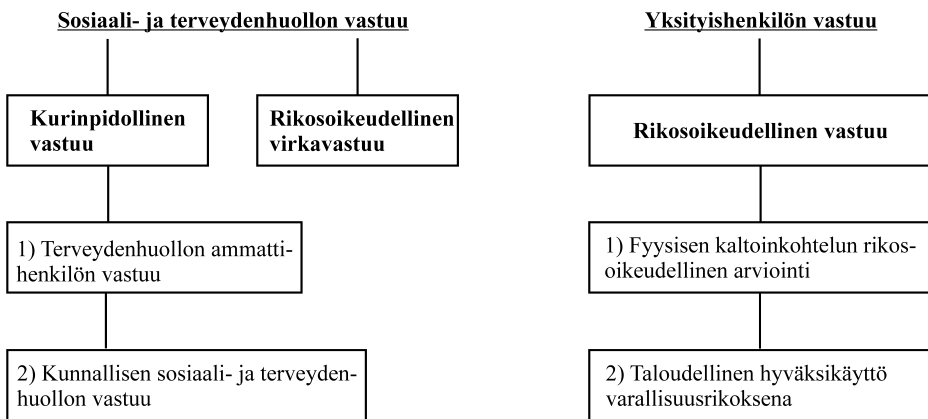 Sosiaali- ja terveydenhuollon vastuu
Kurinpidollinen
vastuu
Rikosoikeudellinen
virkavastuu
1) Terveydenhuollon ammatti-
henkilön vastuu
2) Kunnallisen sosiaali- ja terveyden-
huollon vastuu
Yksityishenkilön vastuu
Rikosoikeudellinen vastuu
1) Fyysisen kaltoinkohtelun rikos-
oikeudellinen arviointi
2) Taloudellinen hyväksikäyttö
varallisuusrikoksena